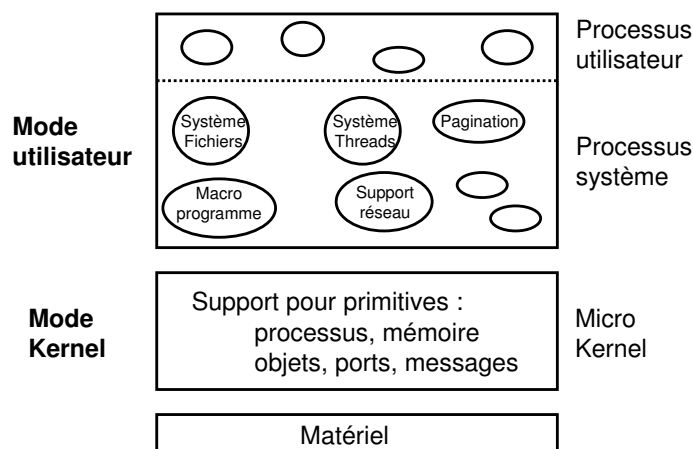 Processus
utilisateur
Mode
utilisateur
Système
Fichiers
Système
Threads
Pagination
Processus
système
Macro
programme
Support
réseau
Mode
Kernel
Support pour primitives :
processus, mémoire
objets, ports, messages
Micro
Kernel
Matériel